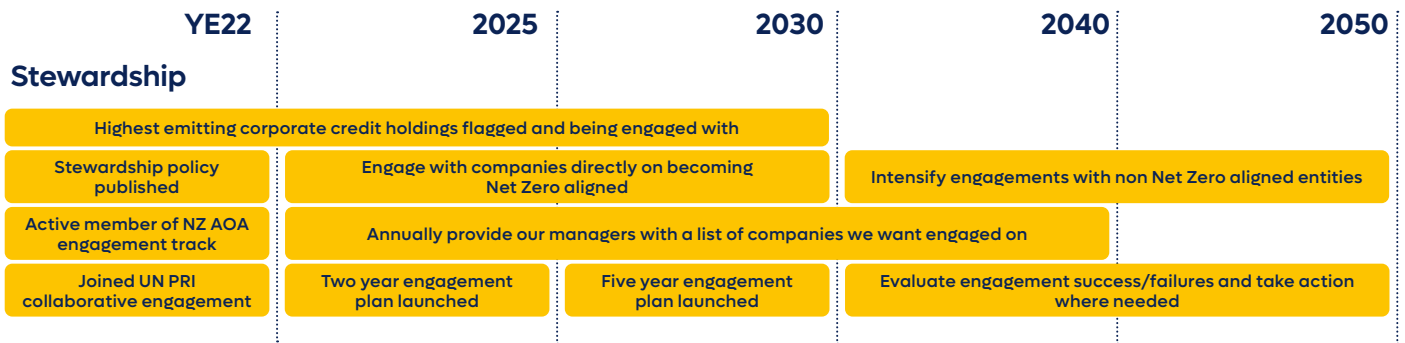 YE22 2025 2030 2040 2050
Stewardship
Highest emitting corporate credit holdings flagged and being engaged with
Stewardship policy
published
Engage with companies directly on becoming
Net Zero aligned
Intensify engagements with non Net Zero aligned entities
Active member of NZ AOA
engagement track
Annually provide our managers with a list of companies we want engaged on
Joined UN PRI
collaborative engagement
Two year engagement
plan launched
Five year engagement
plan launched
Evaluate engagement success/failures and take action
where needed